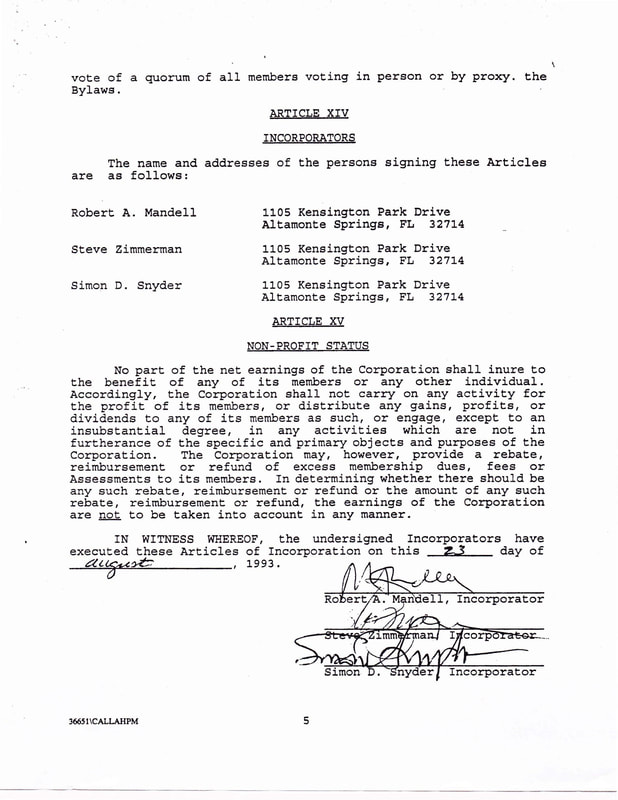 vote of a quorum of all members voting in person or by proxy. the
Bylaws.
ARTICLE XIV
INCORPORATORS
The name and addresses of the persons signing these Articles
are as follows:
Robert A. Mandell 1105 Kensington Park Drive
Altamonte Springs, FL 32714
Steve Zimmerman 1105 Kensington Park Drive
Altamonte Springs, FL 32714
Simon D. Snyder 1105 Kensington Park Drive
Altamonte Springs, FL 32714
ARTICLE XV
NON-PROFIT STATUS
No part of the net earnings of the Corporation shall inure to
the benefit of any of its members or any other individual.
Accordingly, the Corporation shall not carry on any activity for
the profit of its members, or distribute any gains, profits, or
dividends to any of its members as such, or engage, except to an
insubstantial degree, in any activities which are not in
furtherance of the specific and primary objects and purposes of the
Corporation. The Corporation may, however, provide a rebate,
reimbursement or refund of excess membership dues, fees or
Assessments to its members. In determining whether there should be
any such rebate, reimbursement or refund or the amount of any such
rebate, reimbursement or refund, the earnings of the Corporation
are not to be taken into account in any manner.
IN WITNESS WHEREOF, the undersigned Incorporators have
executed these Articles of Incorporation on this 23 day of
August, 1993.
Robert A. Mandell, Incorporator
Steve Zimmerman, Incorporator
Simon D. Snyder, Incorporator
36651\CALLAHPM 5